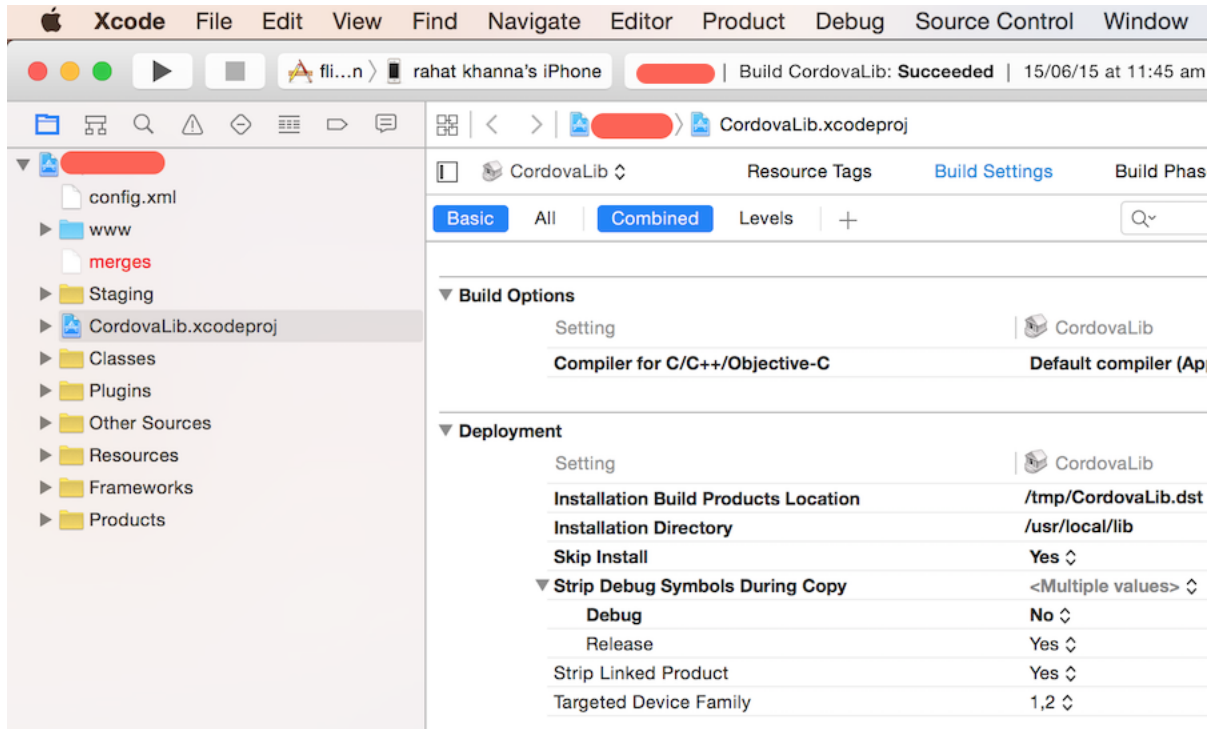 Xcode File Edit View Find Navigate Editor Product Debug Source Control Window
fli...n 〉 rahat khanna's iPhone | Build CordovaLib: Succeeded | 15/06/15 at 11:45 am
CordovaLib.xcodeproj
config.xml
www
merges
Staging
CordovaLib.xcodeproj
Classes
Plugins
Other Sources
Resources
Frameworks
Products
CordovaLib Resource Tags Build Settings Build Phas
Basic All Combined Levels +
Build Options
Setting CordovaLib
Compiler for C/C++/Objective-C Default compiler (Ap
Deployment
Setting CordovaLib
Installation Build Products Location /tmp/CordovaLib.dst
Installation Directory /usr/local/lib
Skip Install Yes
Strip Debug Symbols During Copy <Multiple values>
Debug No
Release Yes
Strip Linked Product Yes
Targeted Device Family 1,2